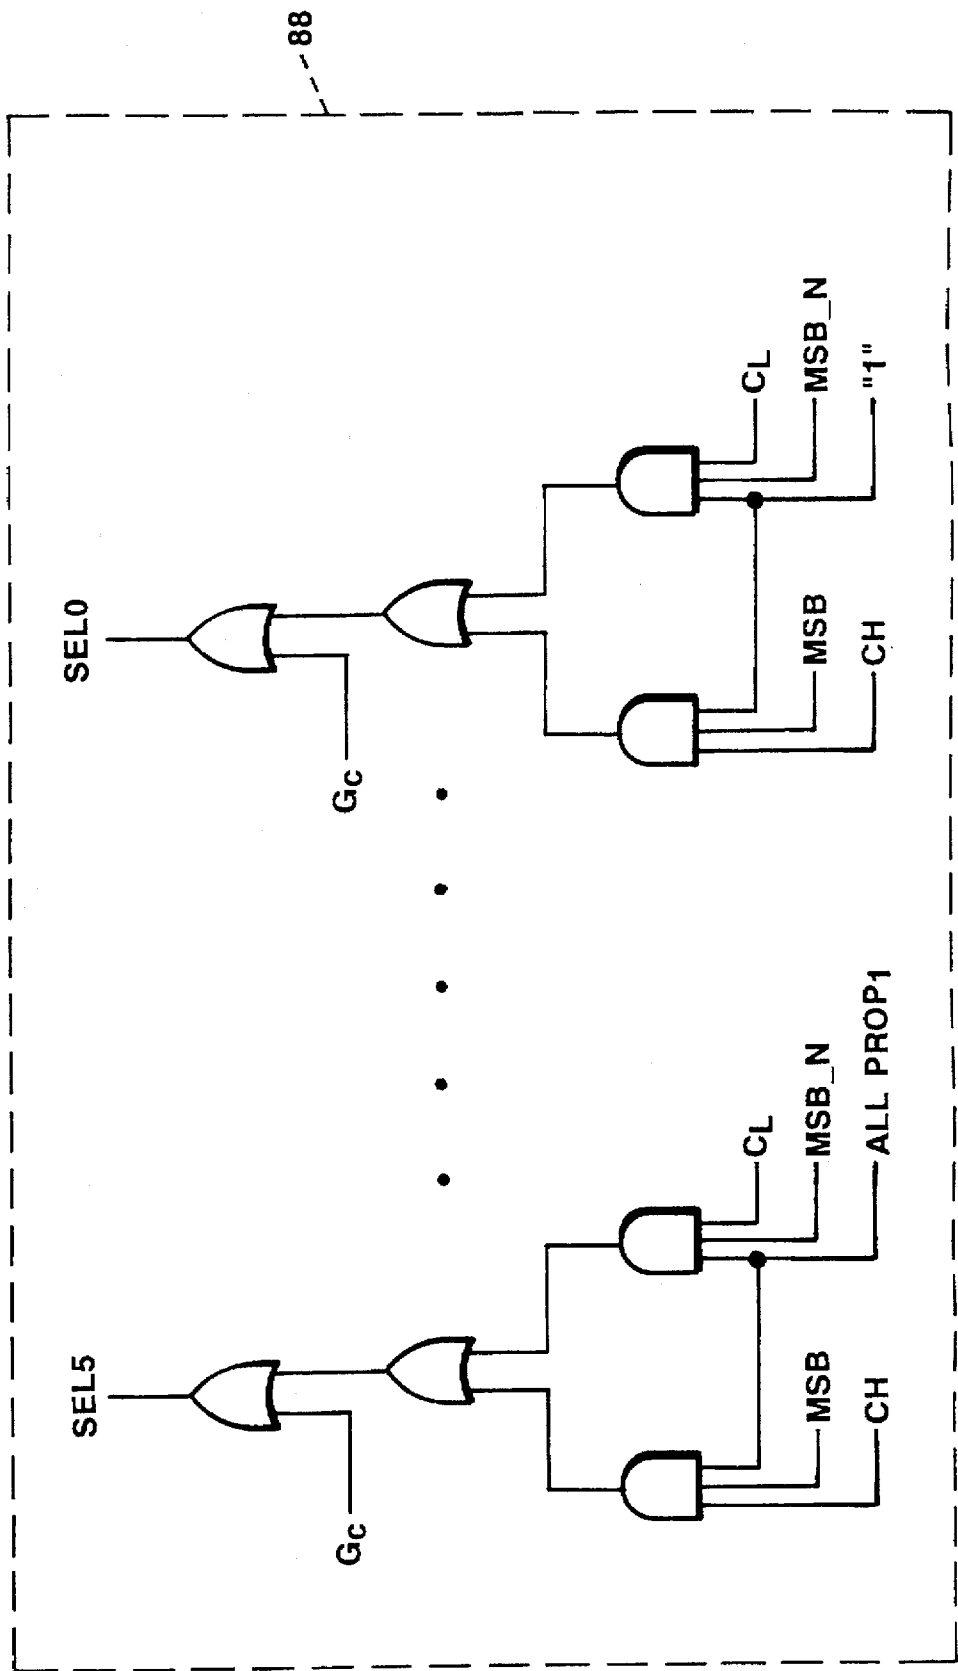 SEL5
SEL0
Gc
Gc
MSB
CH
CL
MSB_N
ALL PROP1
MSB
CH
CL
MSB_N
"1"
88